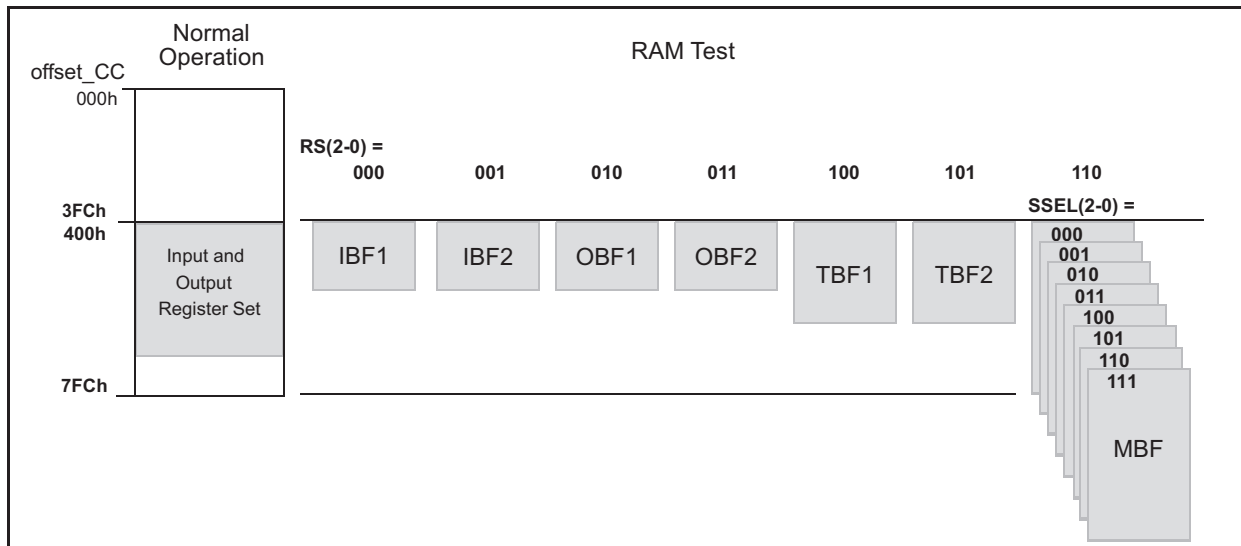 Normal
Operation
RAM Test
offset_CC
000h
RS(2-0) =
000 001 010 011 100 101 110
3FCh
SSEL(2-0) =
400h
Input and
Output
Register Set
IBF1 IBF2 OBF1 OBF2 TBF1 TBF2
000
001
010
011
100
101
110
111
7FCh
MBF